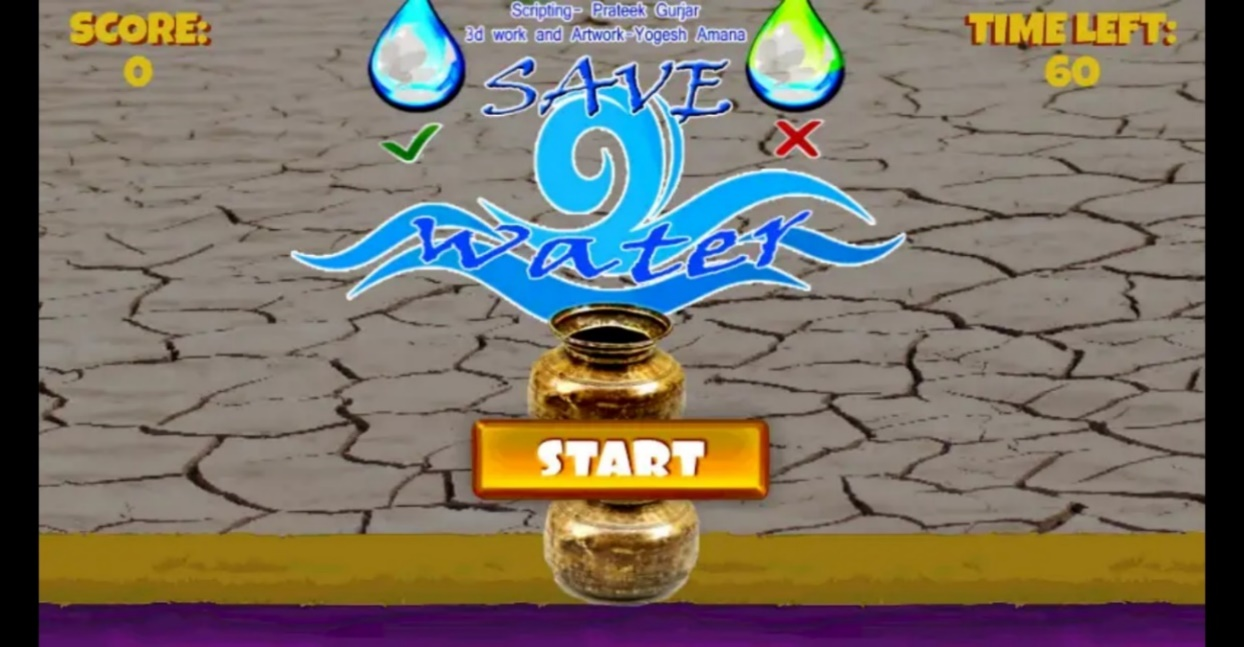 SCORE:
0
Scripting- Prateek Gurjar
3d work and Artwork-Yogesh Amana
TIME LEFT:
60
SAVE
water
START